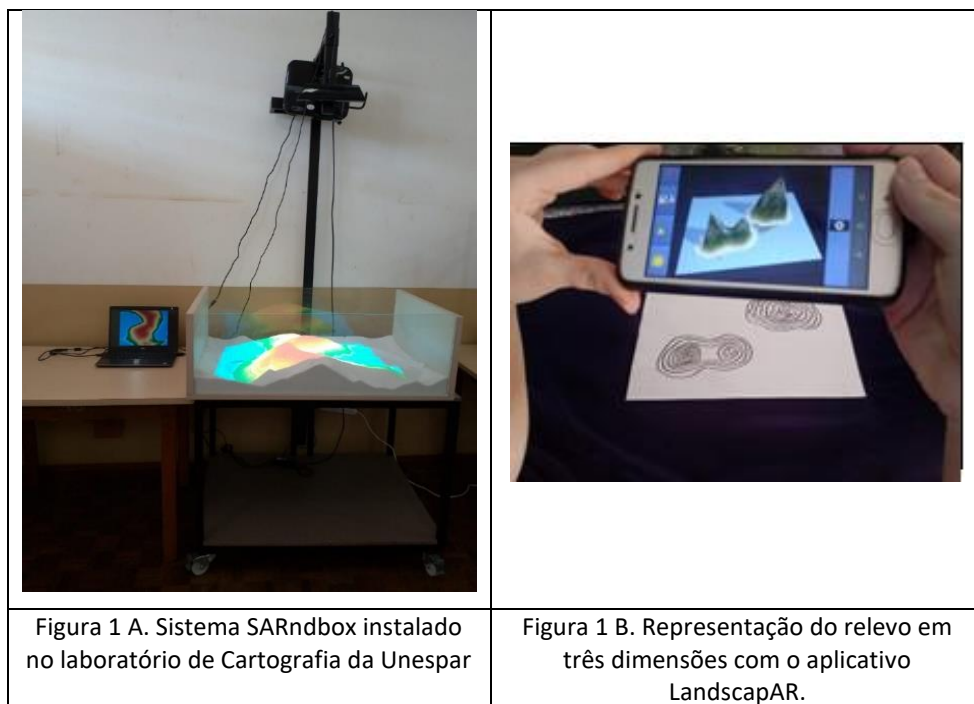 Figura 1 A. Sistema SARndbox instalado
no laboratório de Cartografia da Unespar
Figura 1 B. Representação do relevo em
três dimensões com o aplicativo
LandscapAR.